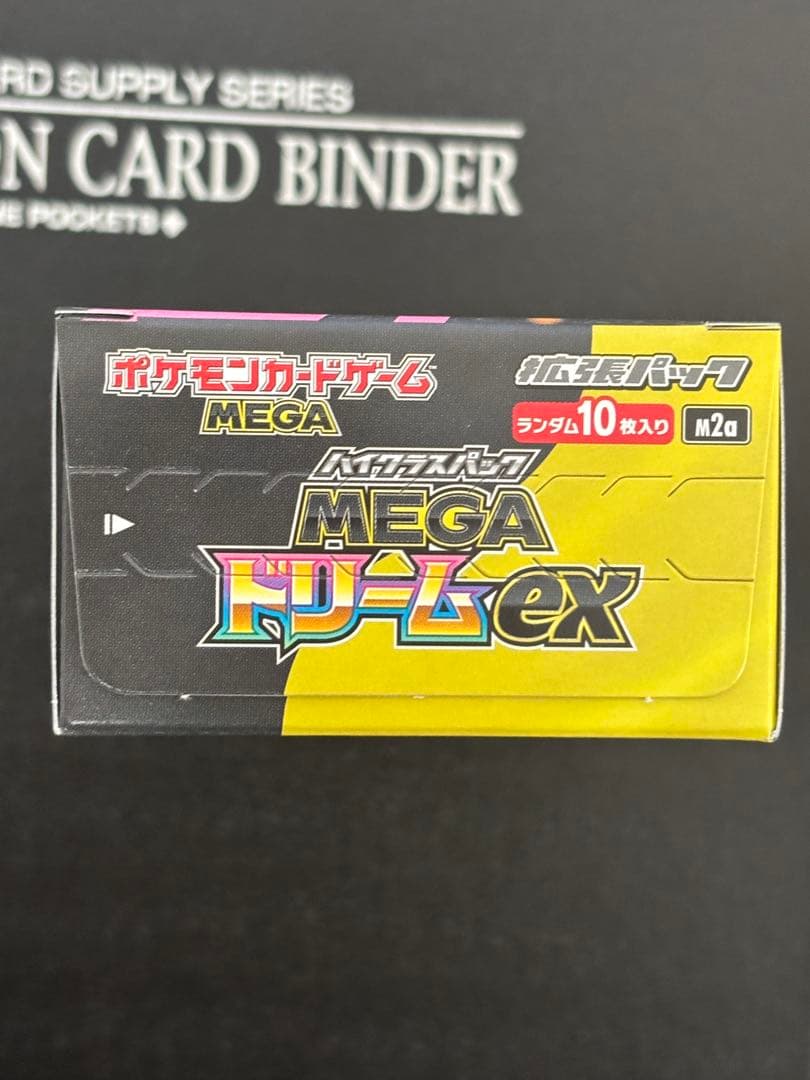 RD SUPPLY SERIES
ON CARD BINDER
NE POCKETS
ポケモンカードゲーム
MEGA
拡張パック
ランダム10枚入り
M2a
ハイクラスパック
MEGA
ドリームex